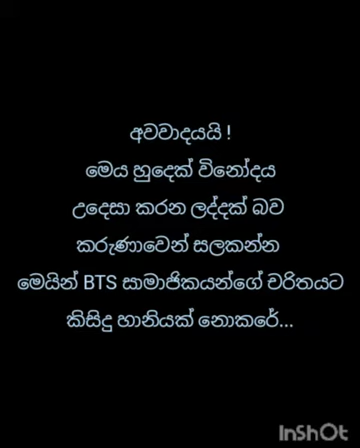 අවවාදයයි !
මෙය හුදෙක් විනෝදය
උදෙසා කරන ලද්දක් බව
කරුණාවෙන් සලකන්න
මෙයින් BTS සාමාජිකයන්ගේ චරිතයට
කිසිදු හානියක් නොකරේ...
InShOt